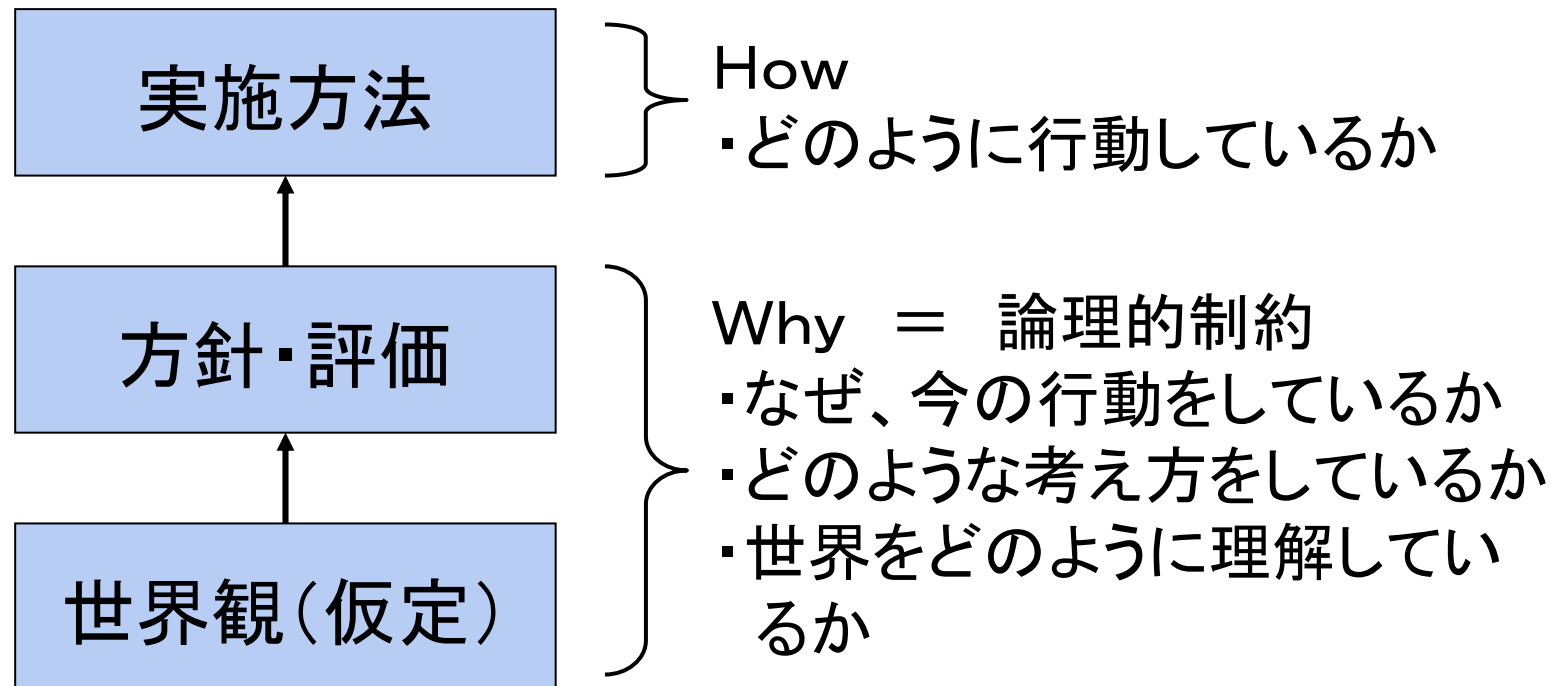 実施方法
How
・どのように行動しているか
方針・評価
Why = 論理的制約
・なぜ、今の行動をしているか
・どのような考え方をしているか
・世界をどのように理解してい
るか
世界観(仮定)